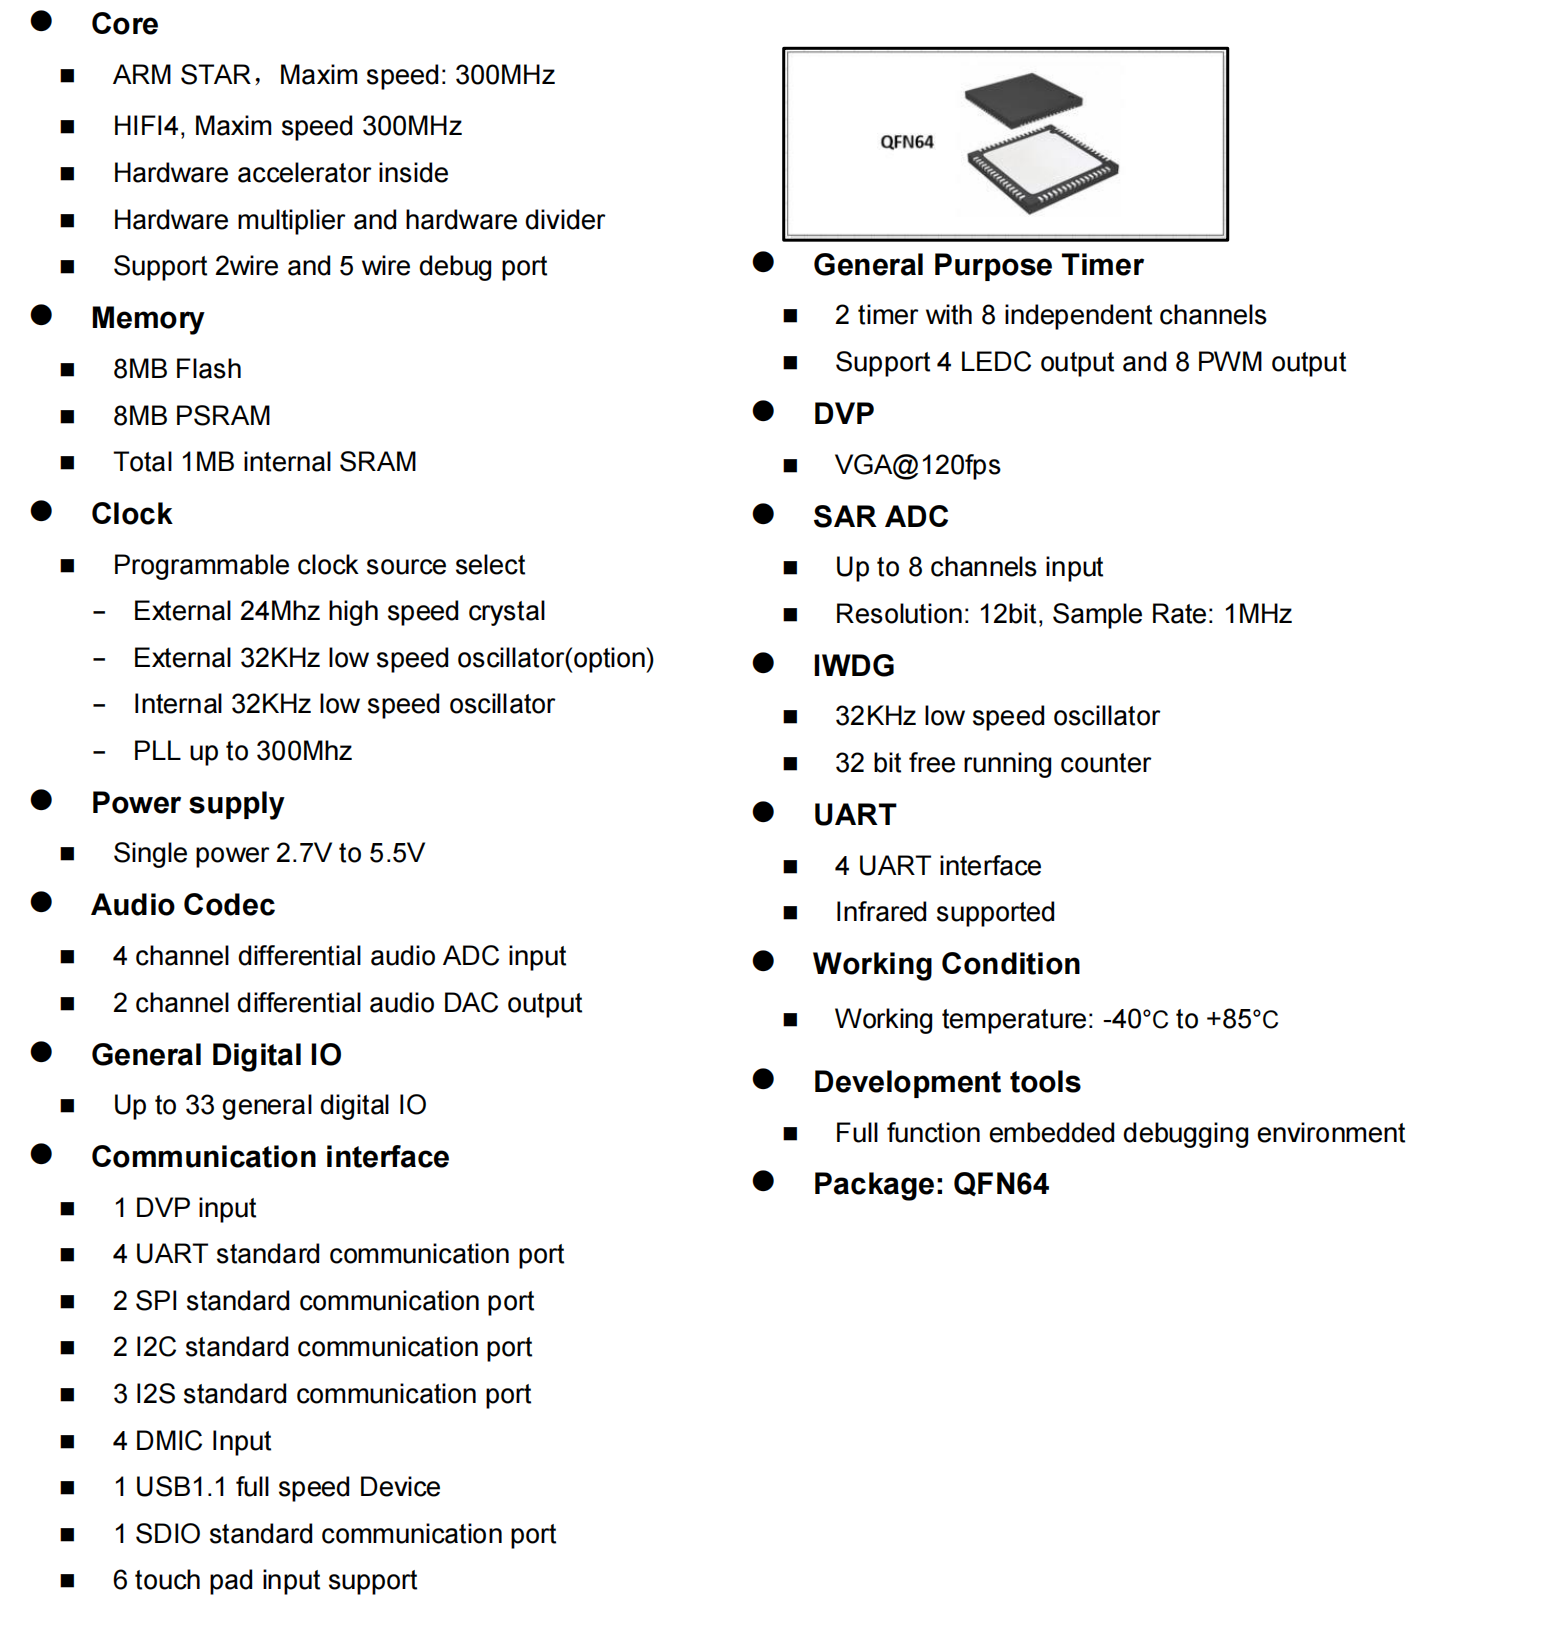 ● Core
■ ARM STAR，Maxim speed: 300MHz
■ HIFI4, Maxim speed 300MHz
■ Hardware accelerator inside
■ Hardware multiplier and hardware divider
■ Support 2wire and 5 wire debug port
● Memory
■ 8MB Flash
■ 8MB PSRAM
■ Total 1MB internal SRAM
● Clock
■ Programmable clock source select
– External 24Mhz high speed crystal
– External 32KHz low speed oscillator(option)
– Internal 32KHz low speed oscillator
– PLL up to 300Mhz
● Power supply
■ Single power 2.7V to 5.5V
● Audio Codec
■ 4 channel differential audio ADC input
■ 2 channel differential audio DAC output
● General Digital IO
■ Up to 33 general digital IO
● Communication interface
■ 1 DVP input
■ 4 UART standard communication port
■ 2 SPI standard communication port
■ 2 I2C standard communication port
■ 3 I2S standard communication port
■ 4 DMIC Input
■ 1 USB1.1 full speed Device
■ 1 SDIO standard communication port
■ 6 touch pad input support
QFN64
● General Purpose Timer
■ 2 timer with 8 independent channels
■ Support 4 LEDC output and 8 PWM output
● DVP
■ VGA@120fps
● SAR ADC
■ Up to 8 channels input
■ Resolution: 12bit, Sample Rate: 1MHz
● IWDG
■ 32KHz low speed oscillator
■ 32 bit free running counter
● UART
■ 4 UART interface
■ Infrared supported
● Working Condition
■ Working temperature: -40°C to +85°C
● Development tools
■ Full function embedded debugging environment
● Package: QFN64